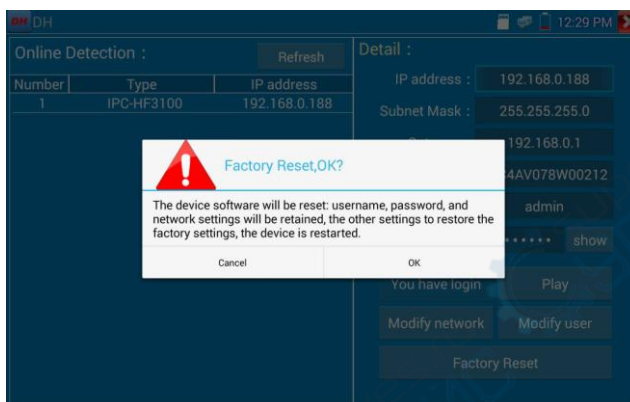 DH DH
12:29 PM
Online Detection :
Refresh
Number Type IP address
1 IPC-HF3100 192.168.0.188
Detail :
IP address : 192.168.0.188
Subnet Mask : 255.255.255.0
192.168.0.1
4AV078W00212
admin
show
You have login Play
Modify network Modify user
Factory Reset
Factory Reset,OK?
The device software will be reset: username, password, and
network settings will be retained, the other settings to restore the
factory settings, the device is restarted.
Cancel OK